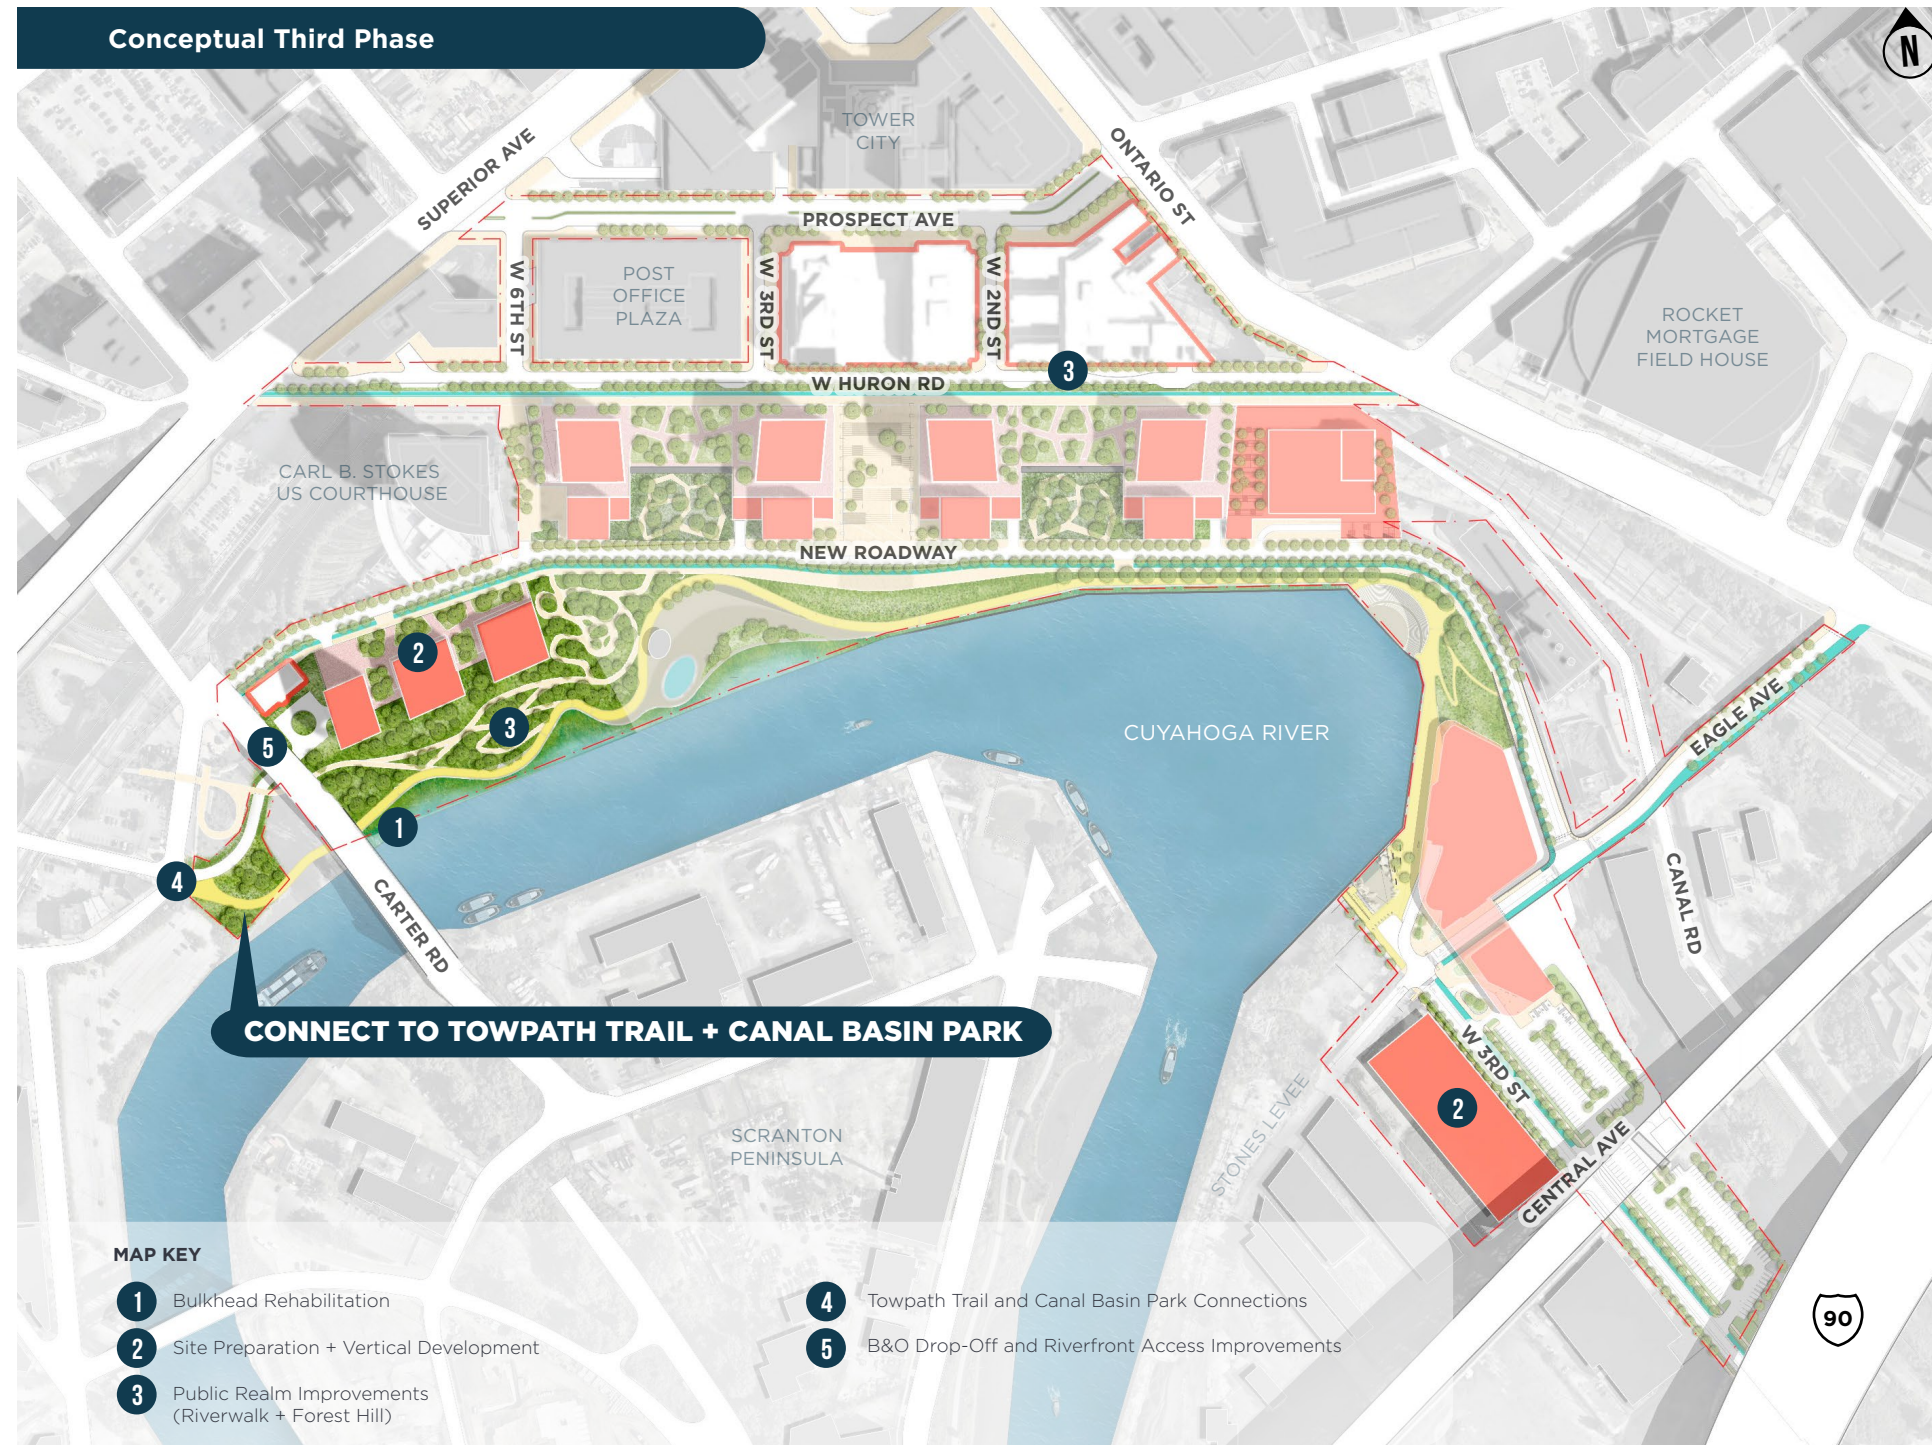 Conceptual Third Phase
N
TOWER
CITY
SUPERIOR AVE
ONTARIO ST
PROSPECT AVE
W 6TH ST
POST
OFFICE
PLAZA
W 3RD ST
W 2ND ST
ROCKET
MORTGAGE
FIELD HOUSE
3
W HURON RD
CARL B. STOKES
US COURTHOUSE
NEW ROADWAY
2
3
5
CUYAHOGA RIVER
EAGLE AVE
1
4
CARTER RD
CANAL RD
CONNECT TO TOWPATH TRAIL + CANAL BASIN PARK
W 3RD ST
2
STONES LEVEE
CENTRAL AVE
SCRANTON
PENINSULA
90
MAP KEY
1 Bulkhead Rehabilitation
2 Site Preparation + Vertical Development
3 Public Realm Improvements
(Riverwalk + Forest Hill)
4 Towpath Trail and Canal Basin Park Connections
5 B&O Drop-Off and Riverfront Access Improvements